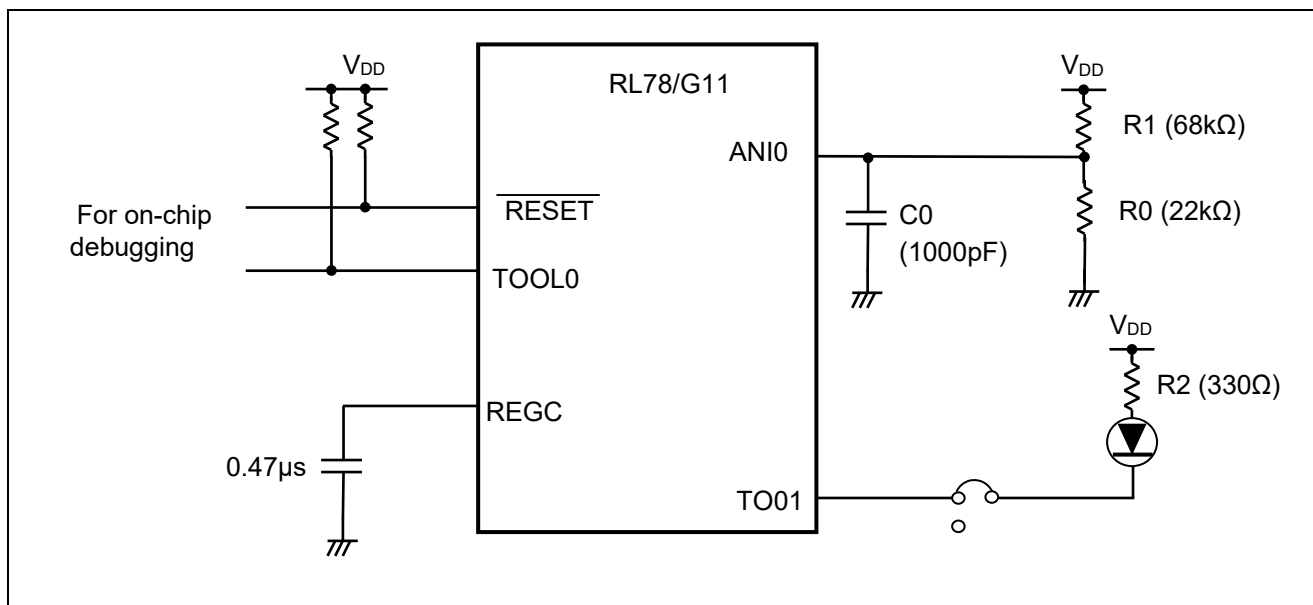 VDD
RL78/G11
VDD
R1 (68kΩ)
ANI0
For on-chip
debugging
RESET
C0
(1000pF)
R0 (22kΩ)
TOOL0
VDD
R2 (330Ω)
REGC
0.47µs
TO01